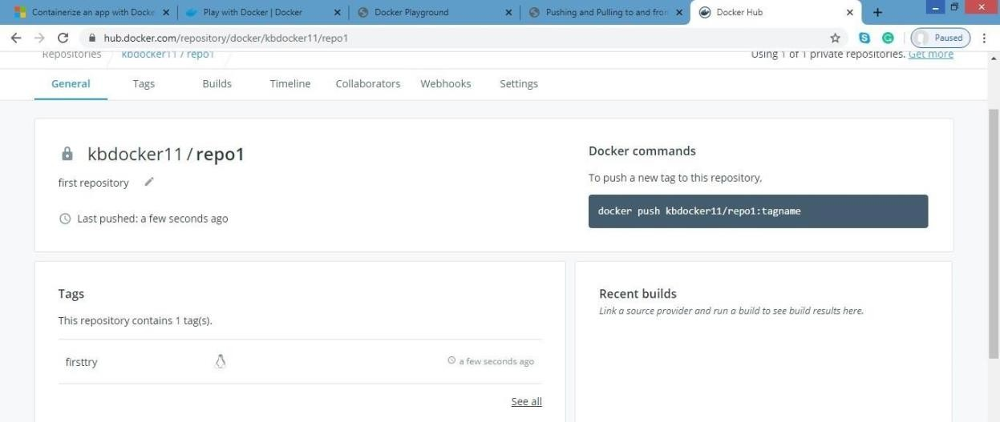 Containerize an app with Docke
Play with Docker | Docker
Docker Playground
Pushing and Pulling to and from
Docker Hub
hub.docker.com/repository/docker/kbdocker11/repo1
Paused
Repositories
kbdocker11 / repo1
Using 1 of 1 private repositories. Get more
General
Tags
Builds
Timeline
Collaborators
Webhooks
Settings
kbdocker11 / repo1
first repository
Last pushed: a few seconds ago
Docker commands
To push a new tag to this repository,
docker push kbdocker11/repo1:tagname
Tags
This repository contains 1 tag(s).
firsttry
a few seconds ago
See all
Recent builds
Link a source provider and run a build to see build results here.